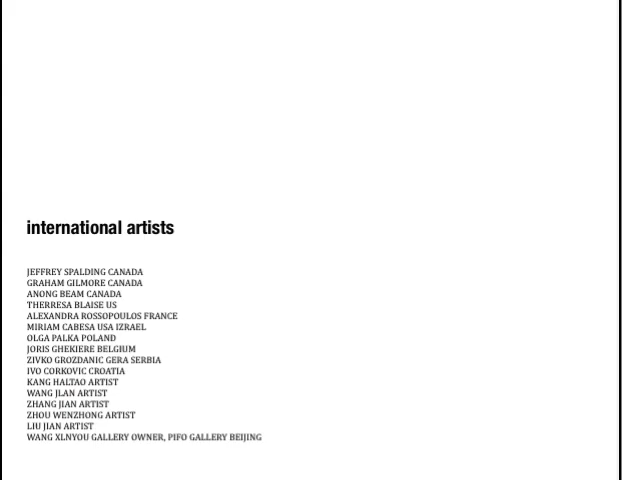 international artists
JEFFREY SPALDING CANADA
GRAHAM GILMORE CANADA
ANONG BEAM CANADA
THERRESA BLAISE US
ALEXANDRA ROSSOPOULOS FRANCE
MIRIAM CABESA USA IZRAEL
OLGA PALKA POLAND
JORIS GHEKIERE BELGIUM
ZIVKO GROZDANIC GERA SERBIA
IVO CORKOVIC CROATIA
KANG HALTAO ARTIST
WANG JLAN ARTIST
ZHANG JIAN ARTIST
ZHOU WENZHONG ARTIST
LIU JIAN ARTIST
WANG XLNYOU GALLERY OWNER, PIFO GALLERY BEIJING